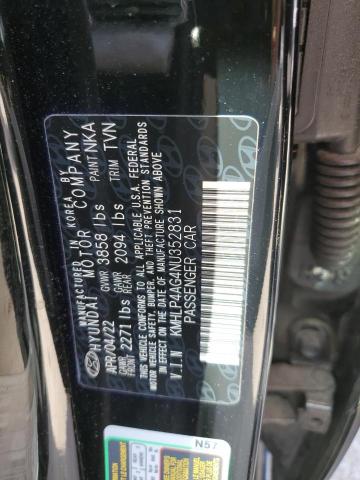 MANUFACTURED IN KOREA BY
HYUNDAI MOTOR COMPANY
APR/04/22 GVWR 3858 lbs PAINT NKA
GAWR FRONT 2271 lbs GAWR REAR 2094 lbs TRIM TVN
THIS VEHICLE CONFORMS TO ALL APPLICABLE U.S.A. FEDERAL
MOTOR VEHICLE SAFETY, BUMPER, AND THEFT PREVENTION STANDARDS
IN EFFECT ON THE DATE OF MANUFACTURE SHOWN ABOVE.
V.I.N KMHLP4AG4NU352831
PASSENGER CAR
N57